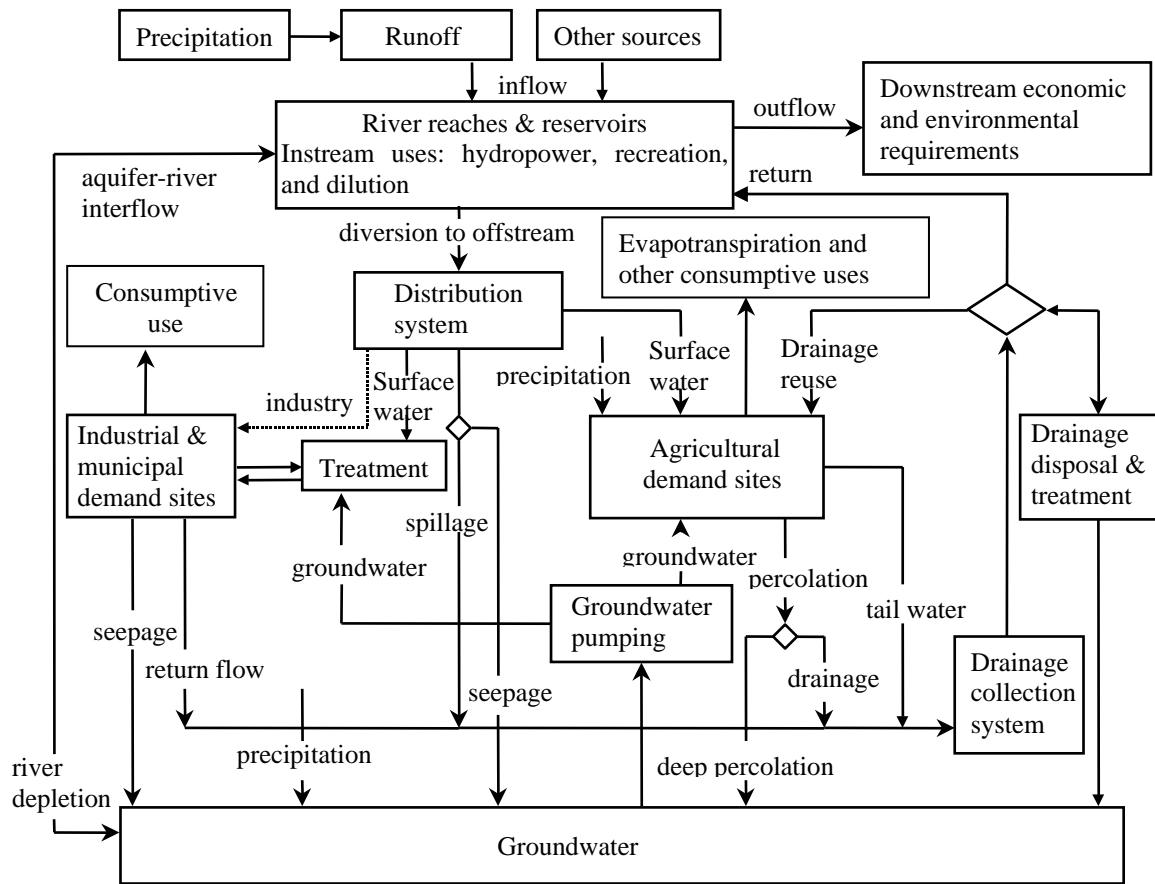 Precipitation
Runoff
Other sources
inflow
River reaches & reservoirs
Instream uses: hydropower, recreation,
and dilution
outflow
Downstream economic
and environmental
requirements
return
aquifer-river
interflow
diversion to offstream
Evapotranspiration and
other consumptive uses
Consumptive
use
Distribution
system
precipitation
Surface
water
Drainage
reuse
Surface
water
industry
Industrial &
municipal
demand sites
Treatment
Agricultural
demand sites
Drainage
disposal &
treatment
spillage
groundwater
groundwater
percolation
Groundwater
pumping
tail water
seepage
return flow
seepage
drainage
Drainage
collection
system
precipitation
deep percolation
river
depletion
Groundwater